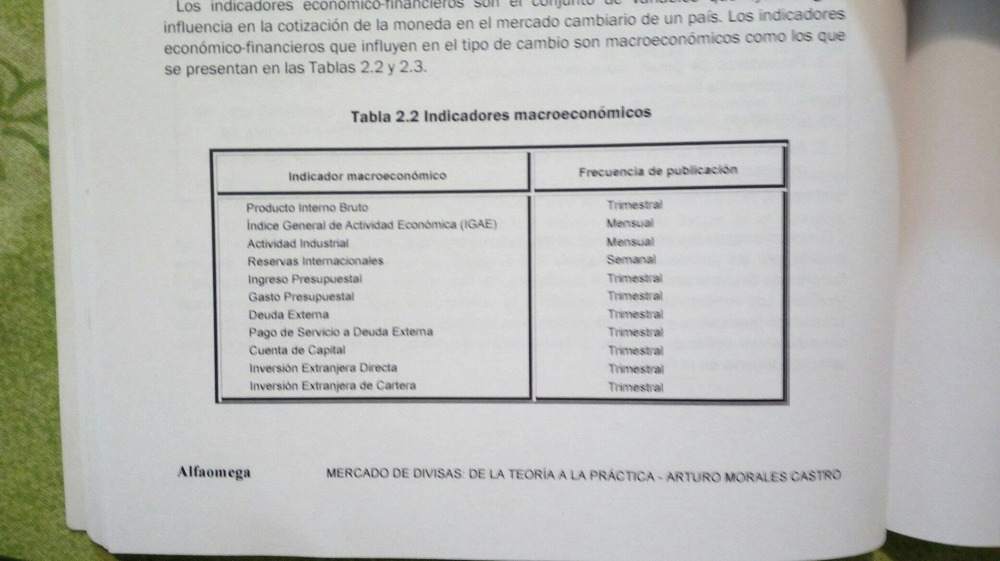 Los indicadores económico-financieros son el conjunto de variables que
influencia en la cotización de la moneda en el mercado cambiario de un país. Los indicadores
económico-financieros que influyen en el tipo de cambio son macroeconómicos como los que
se presentan en las Tablas 2.2 y 2.3.
Tabla 2.2 Indicadores macroeconómicos
Indicador macroeconómico Frecuencia de publicación
Producto Interno Bruto Trimestral
Índice General de Actividad Económica (IGAE) Mensual
Actividad Industrial Mensual
Reservas Internacionales Semanal
Ingreso Presupuestal Trimestral
Gasto Presupuestal Trimestral
Deuda Externa Trimestral
Pago de Servicio a Deuda Externa Trimestral
Cuenta de Capital Trimestral
Inversión Extranjera Directa Trimestral
Inversión Extranjera de Cartera Trimestral
Alfaomega MERCADO DE DIVISAS: DE LA TEORÍA A LA PRÁCTICA - ARTURO MORALES CASTRO